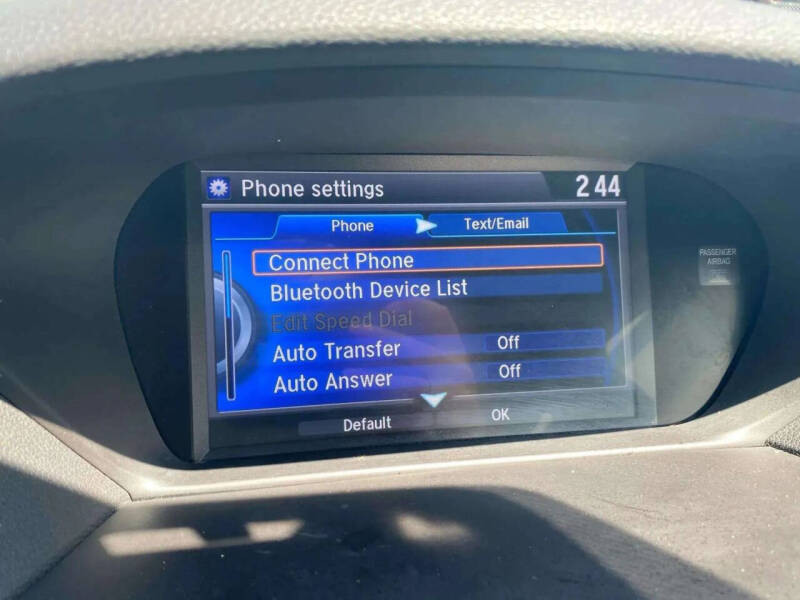 Phone settings 2 44
Phone Text/Email
Connect Phone
Bluetooth Device List
Edit Speed Dial
Auto Transfer Off
Auto Answer Off
Default OK
PASSENGER
AIRBAG